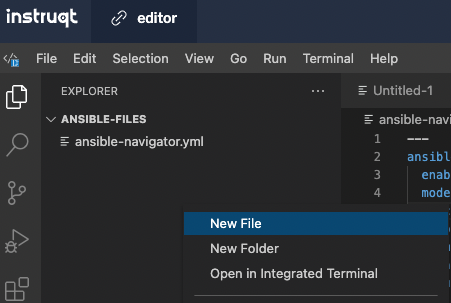 instruqt editor
File Edit Selection View Go Run Terminal Help
EXPLORER ... Untitled-1
ANSIBLE-FILES ansible-navi
ansible-navigator.yml
1 ---
2 ansibl
3 enab
4 mode
New File
New Folder
Open in Integrated Terminal